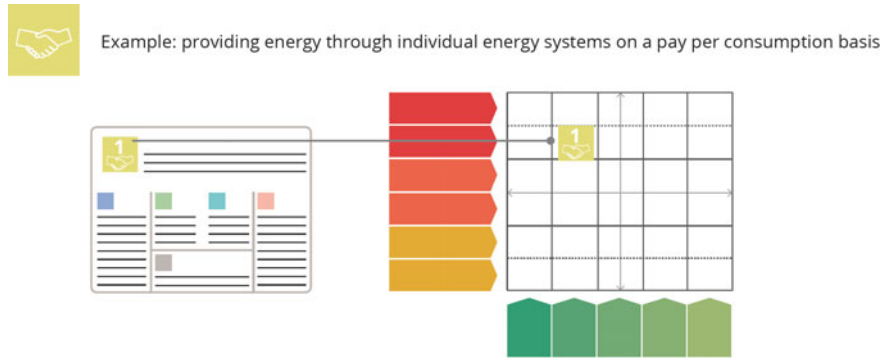 Example: providing energy through individual energy systems on a pay per consumption basis
1
1